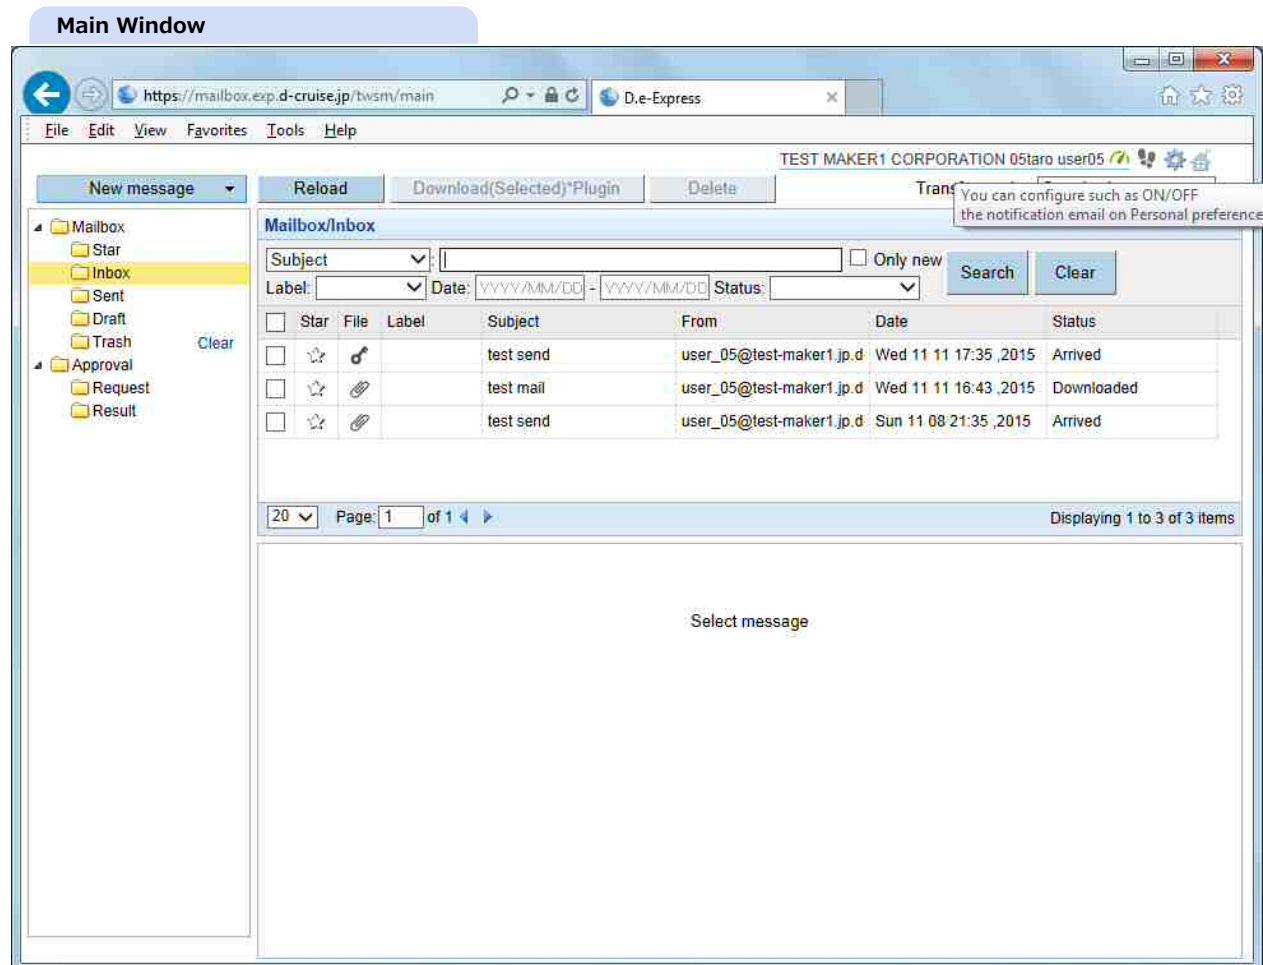 Main Window
https://mailbox.exp.d-cruise.jp/twsm/main
D.e-Express
File Edit View Favorites Tools Help
TEST MAKER1 CORPORATION 05taro user05
New message Reload Download(Selected)*Plugin Delete
You can configure such as ON/OFF
the notification email on Personal preference
Mailbox
Star
Inbox
Sent
Draft
Trash Clear
Approval
Request
Result
Mailbox/Inbox
Subject : Only new Search Clear
Label: Date: YYYY/MM/DD - YYYY/MM/DD Status:
Star File Label Subject From Date Status
test send user_05@test-maker1.jp.d Wed 11 11 17:35 ,2015 Arrived
test mail user_05@test-maker1.jp.d Wed 11 11 16:43 ,2015 Downloaded
test send user_05@test-maker1.jp.d Sun 11 08 21:35 ,2015 Arrived
20 Page: 1 of 1 Displaying 1 to 3 of 3 items
Select message